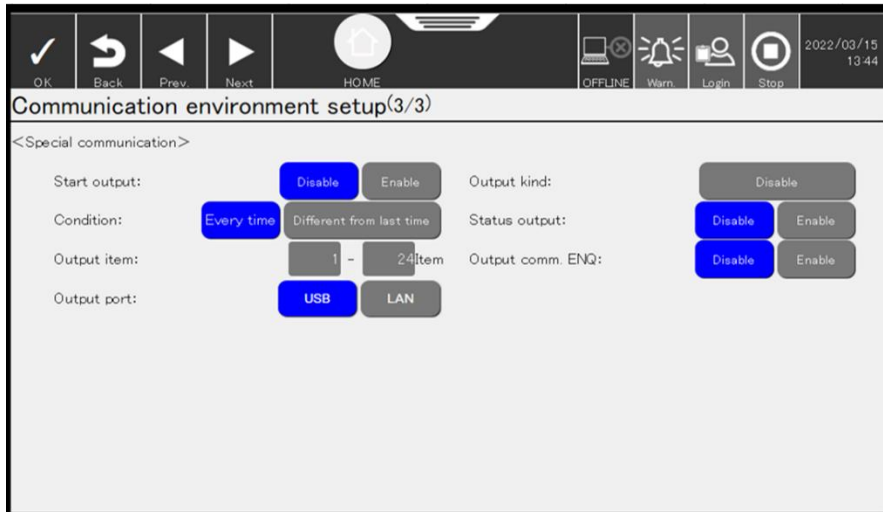 OK Back Prev. Next HOME OFFLINE Warn. Login Stop 2022/03/15
13:44
Communication environment setup(3/3)
<Special communication>
Start output: Disable Enable Output kind: Disable
Condition: Every time Different from last time Status output: Disable Enable
Output item: 1 - 24 Item Output comm. ENQ: Disable Enable
Output port: USB LAN